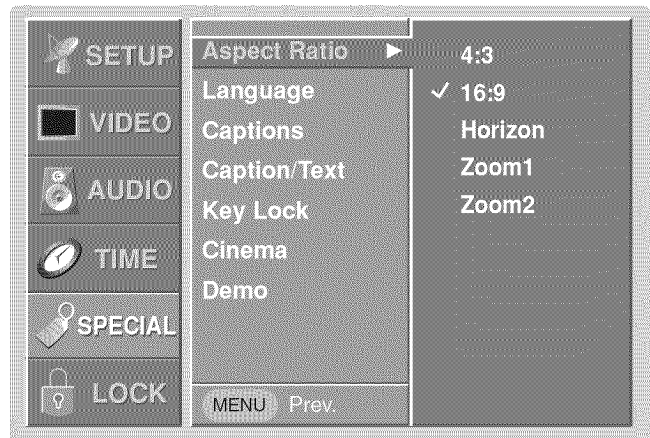 SETUP
VIDEO
AUDIO
TIME
SPECIAL
LOCK
Aspect Ratio
Language
Captions
Caption/Text
Key Lock
Cinema
Demo
MENU Prev.
4:3
16:9
Horizon
Zoom1
Zoom2